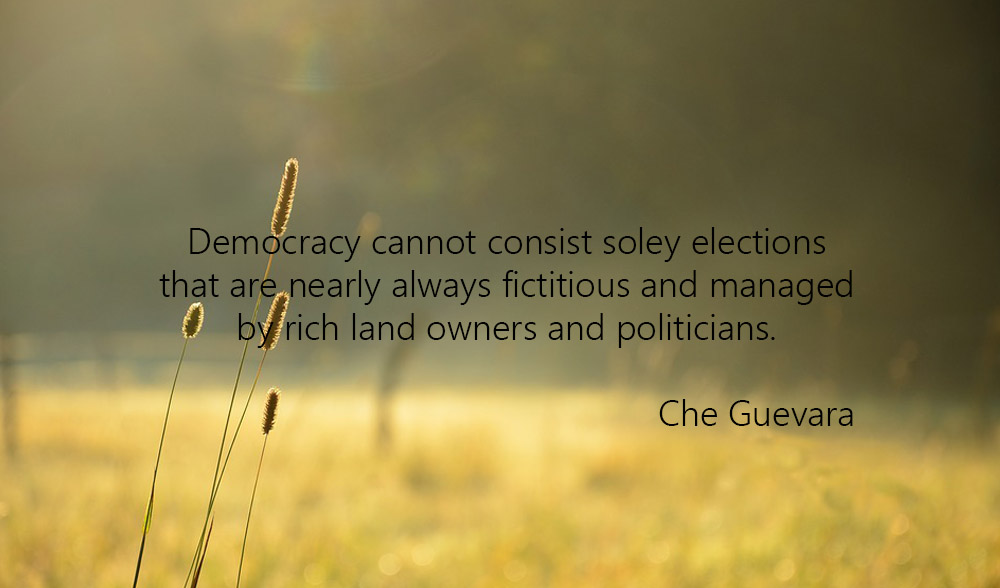 Democracy cannot consist soley elections
that are nearly always fictitious and managed
by rich land owners and politicians.
Che Guevara